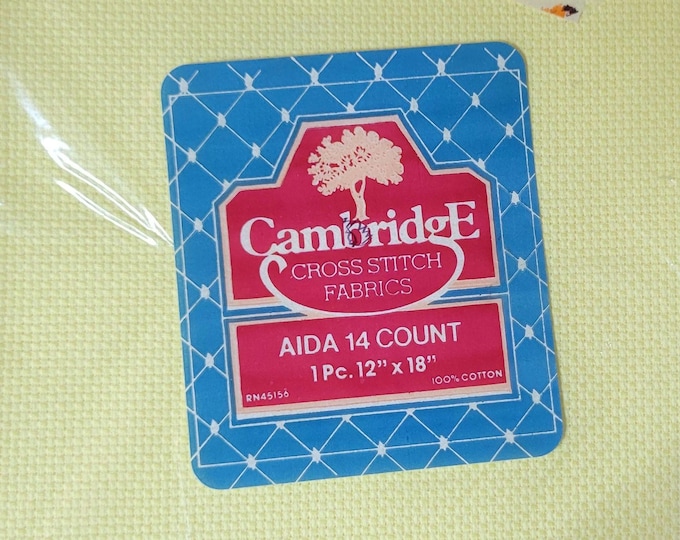 CambridgE
CROSS STITCH
FABRICS
AIDA 14 COUNT
1 Pc. 12" x 18"
RN45156
100% COTTON